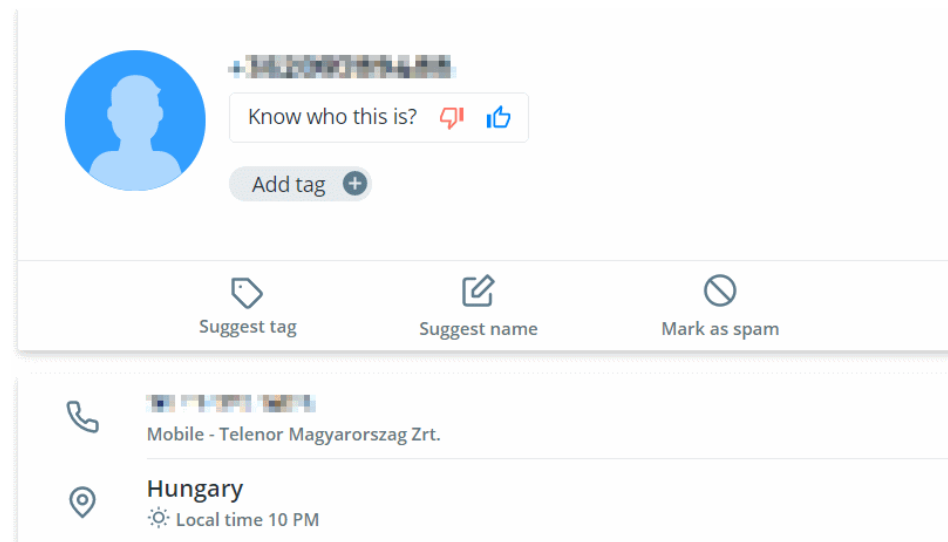 Know who this is?
Add tag
Suggest tag
Suggest name
Mark as spam
Mobile - Telenor Magyarorszag Zrt.
Hungary
Local time 10 PM